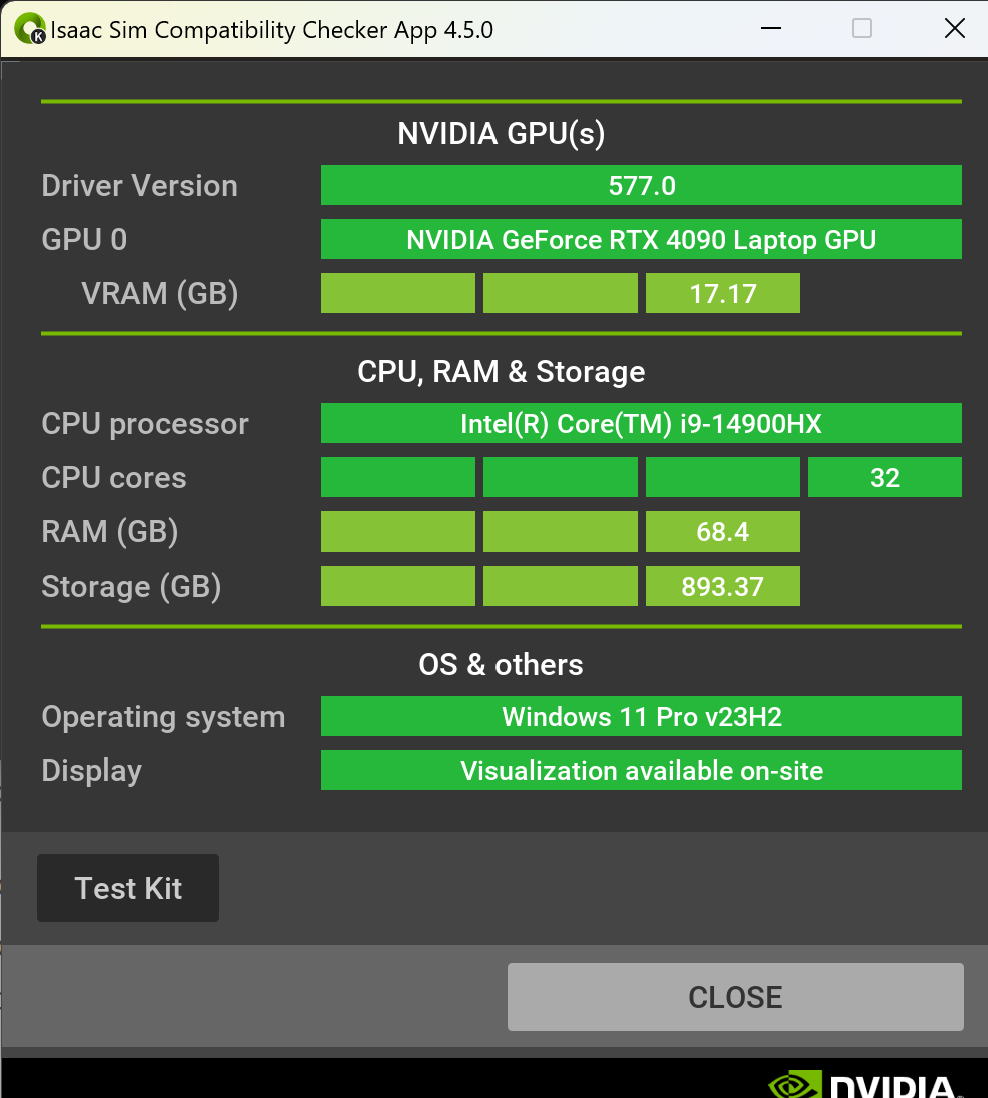 Isaac Sim Compatibility Checker App 4.5.0
NVIDIA GPU(s)
Driver Version 577.0
GPU 0 NVIDIA GeForce RTX 4090 Laptop GPU
VRAM (GB) 17.17
CPU, RAM & Storage
CPU processor Intel(R) Core(TM) i9-14900HX
CPU cores 32
RAM (GB) 68.4
Storage (GB) 893.37
OS & others
Operating system Windows 11 Pro v23H2
Display Visualization available on-site
Test Kit
CLOSE
NVIDIA